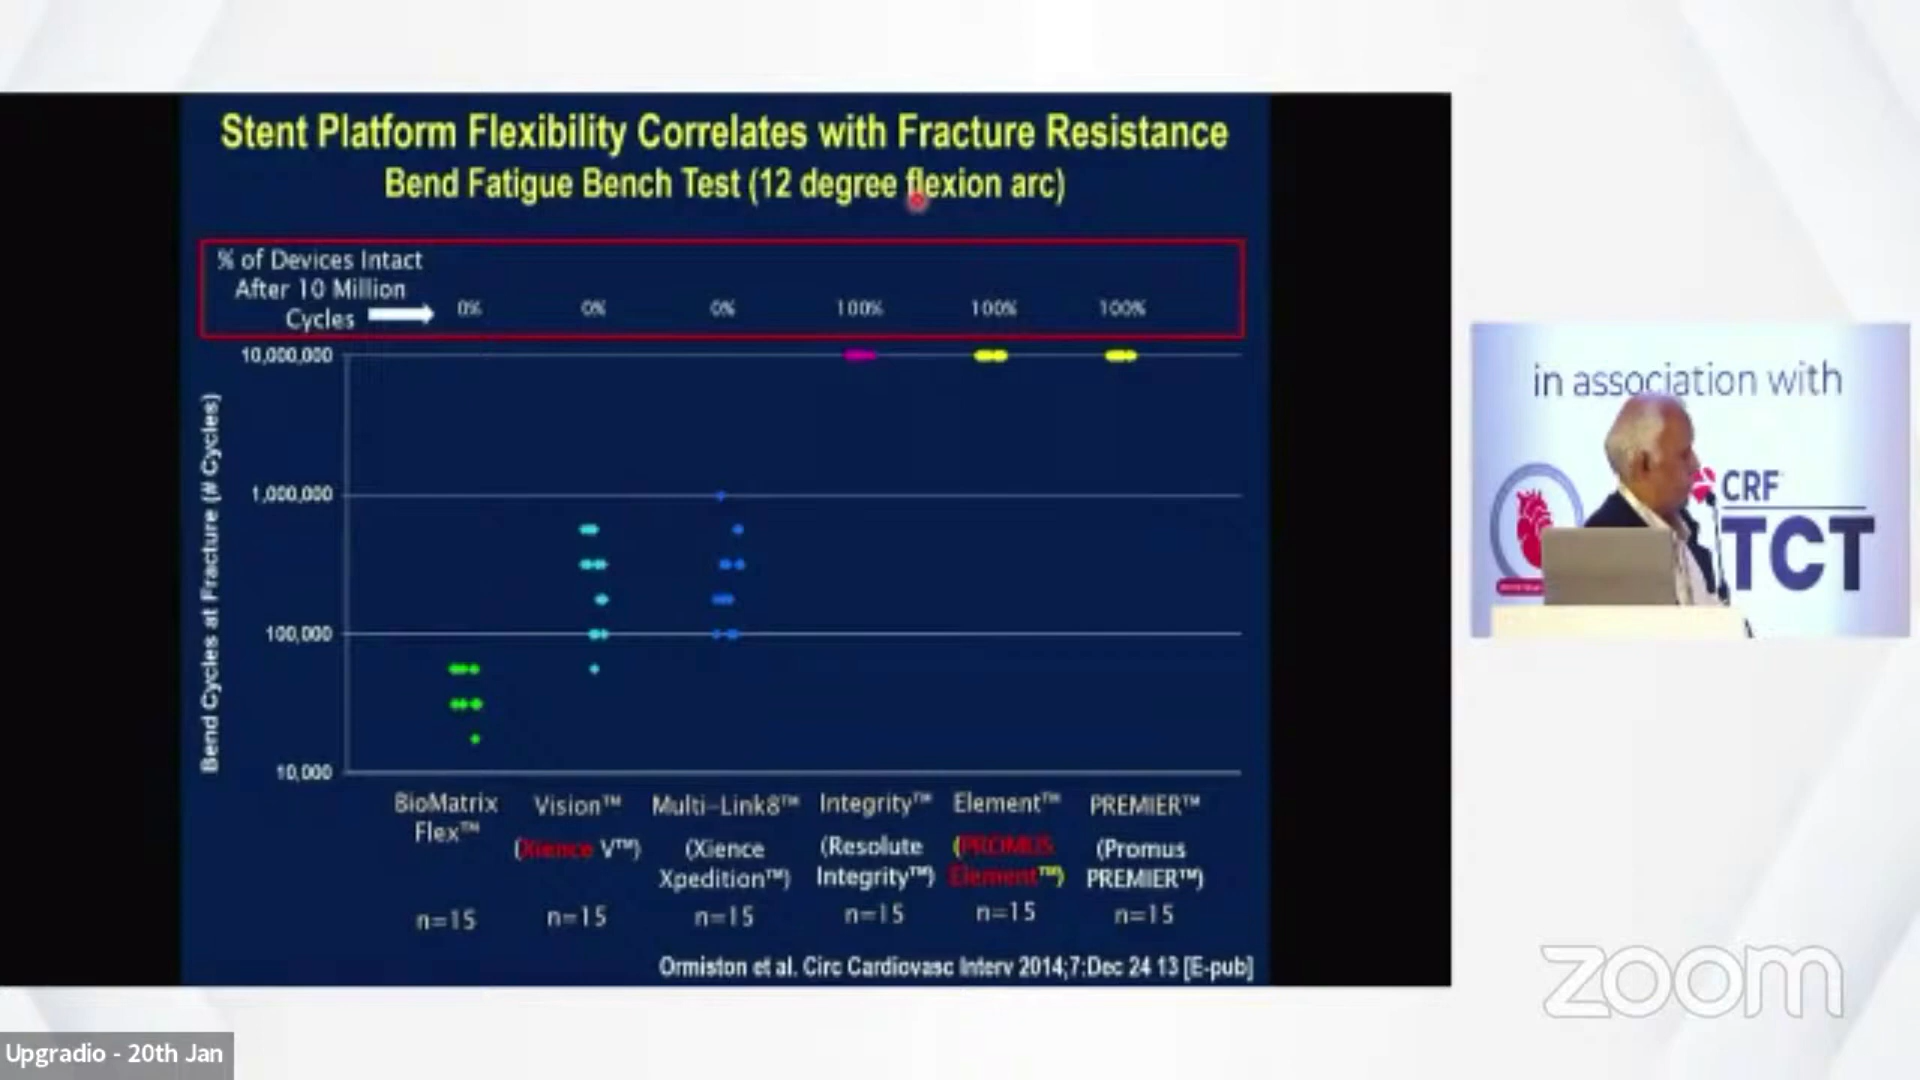 Stent Platform Flexibility Correlates with Fracture Resistance
Bend Fatigue Bench Test (12 degree flexion arc)
% of Devices Intact
After 10 Million
Cycles
0% 0% 0% 100% 100% 100%
10,000,000
1,000,000
100,000
10,000
Bend Cycles at Fracture (# Cycles)
BioMatrix Flex™
Vision™
(Xience V™)
Multi-Link8™
(Xience
Xpedition™)
Integrity™
(Resolute
Integrity™)
Element™
(PROMUS
Element™)
PREMIER™
(Promus
PREMIER™)
n=15 n=15 n=15 n=15 n=15 n=15
Ormiston et al. Circ Cardiovasc Interv 2014;7:Dec 24 13 [E-pub]
in association with
CRF
TCT
zoom
Upgradio - 20th Jan